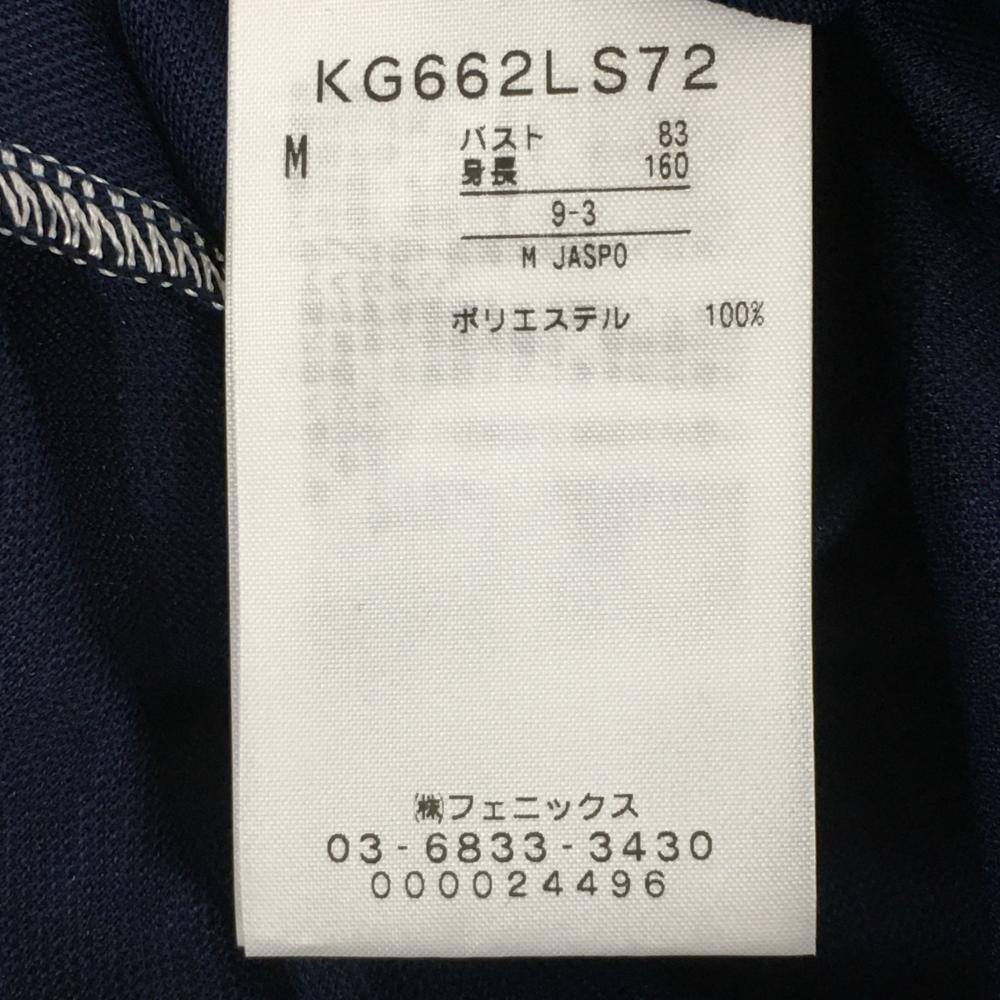 KG662LS72
M バスト 83
身長 160
9-3
M JASPO
ポリエステル 100%
㈱フェニックス
03-6833-3430
000024496